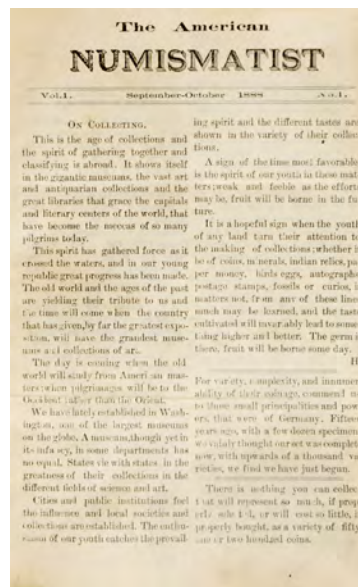 The American
NUMISMATIST
Vol.1. September-October 1888 No.1.
ON COLLECTING.
This is the age of collections and
the spirit of gathering together and
classifying is abroad. It shows itself
in the gigantic museums, the vast art
and antiquarian collections and the
great libraries that grace the capitals
and literary centers of the world, that
have become the meccas of so many
pilgrims today.
This spirit has gathered force as it
crossed the waters, and in our young
republic great progress has been made.
The old world and the ages of the past
are yielding their tribute to us and
the time will come when the country
that has given, by far the greatest expo-
sition, will have the grandest muse-
ums and collections of art.
The day is coming when the old
world will study from American mas-
ters; when pilgrimages will be to the
Occident rather than the Orient.
We have lately established in Wash-
ington, one of the largest museums
on the globe. A museum, though yet in
its infancy, in some departments has
no equal. States vie with states in the
greatness of their collections in the
different fields of science and art.
Cities and public institutions feel
the influence and local societies and
collections are established. The enthu-
siasm of our youth catches the prevail
ing spirit and the different tastes are
shown in the variety of their collec-
tions.
A sign of the time most favorable
is the spirit of our youth in these mat
ters; weak and feeble as the effort
may be, fruit will be borne in the fu
ture.
It is a hopeful sign when the youth
of any land turn their attention to
the making of collections; whether it
be of coins, minerals, indian relics, pa
per money, birds eggs, autographs
postage stamps, fossils or curios, it
matters not, from any of these lines
much may be learned, and the taste
cultivated will invariably lead to some
thing higher and better. The germ is
there, fruit will be borne some day.
H
For variety, complexity, and innumer
ability of their coinage, commend us
to those small principalities and pow
ers, that were of Germany. Fifteen
years ago, with a few dozen specimens
we vainly thought our set was complete
now, with upwards of a thousand va
rieties, we find we have just begun.
There is nothing you can collect
that will represent so much, if prop
erly selected, or will cost so little, if
properly bought, as a variety of fifty
one or two hundred coins.